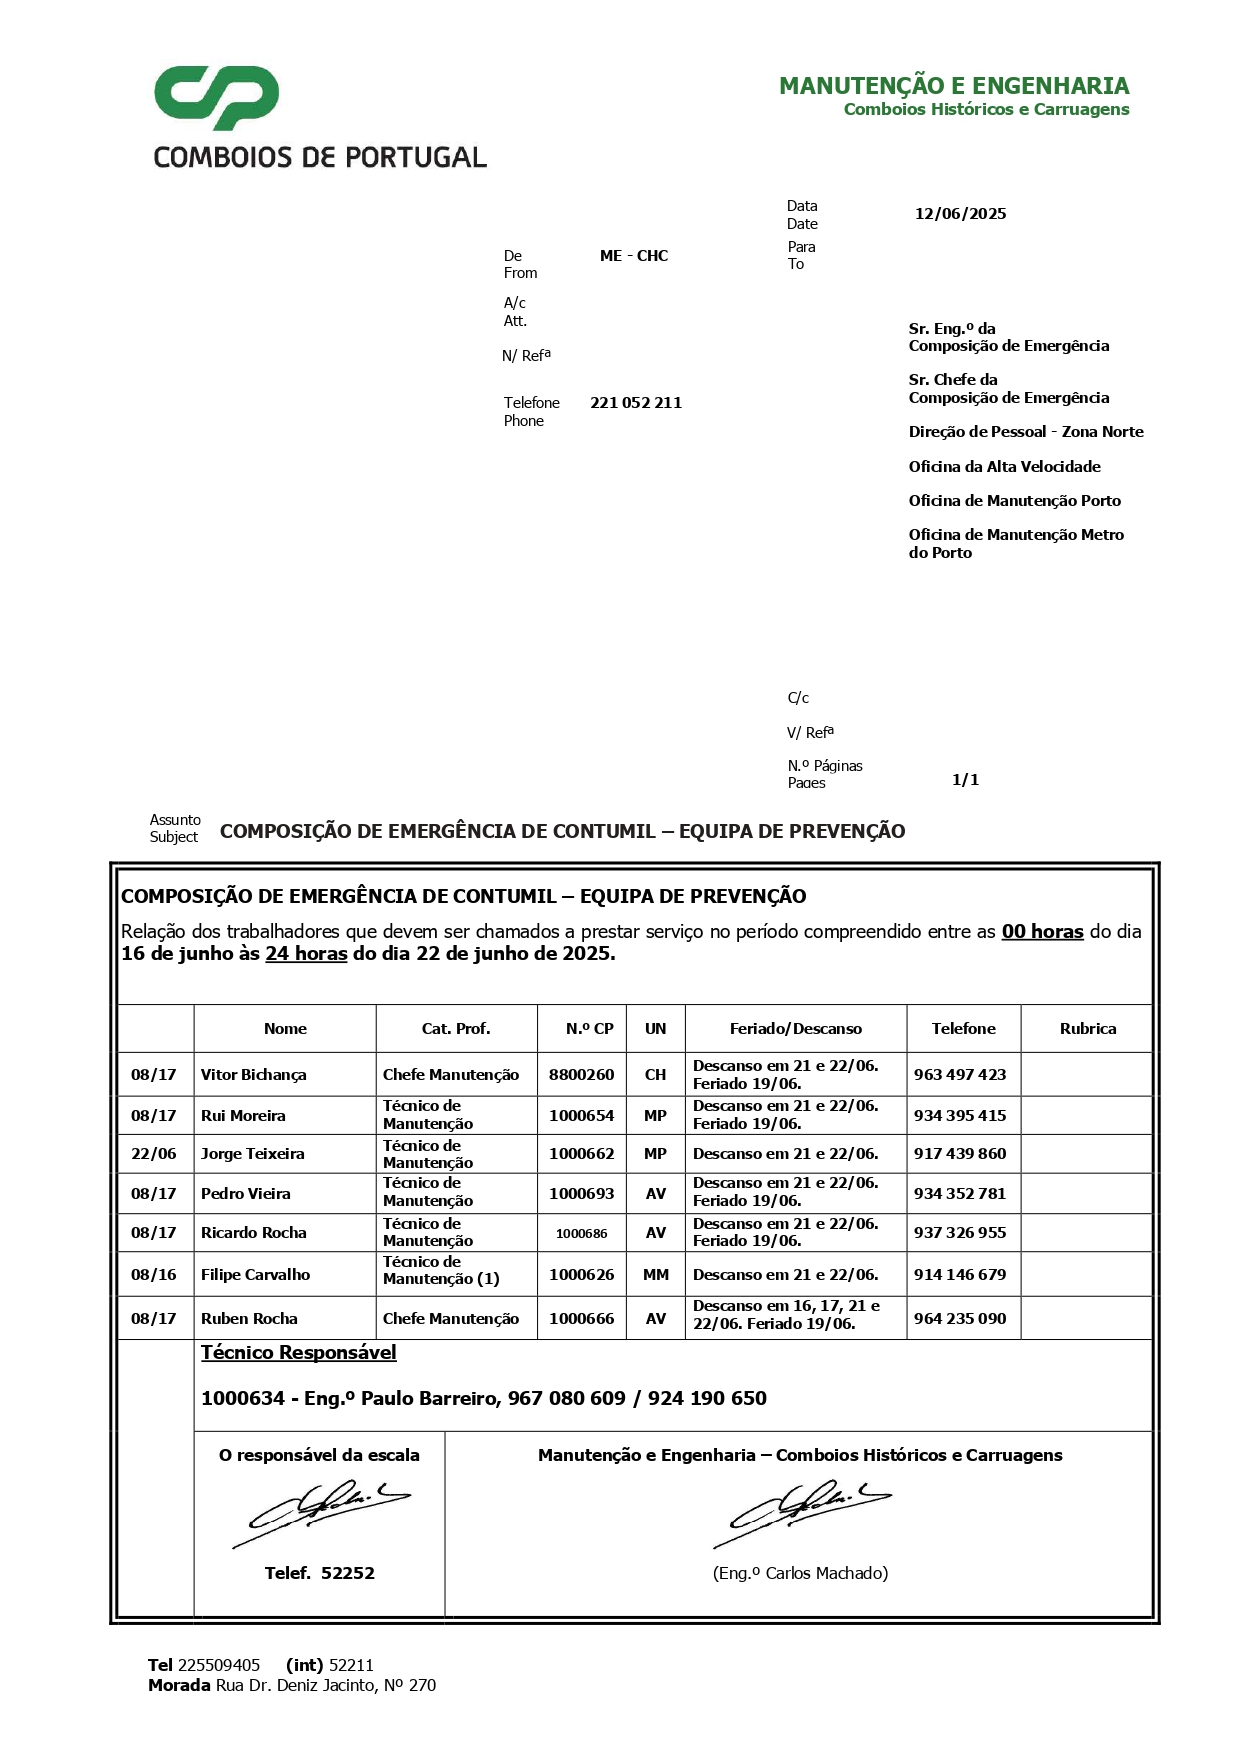 CP
COMBOIOS DE PORTUGAL
MANUTENÇÃO E ENGENHARIA
Comboios Históricos e Carruagens
Data
Date
12/06/2025
De
From
ME - CHC
Para
To
A/c
Att.
N/ Refª
Telefone
Phone
221 052 211
Sr. Eng.º da
Composição de Emergência
Sr. Chefe da
Composição de Emergência
Direção de Pessoal - Zona Norte
Oficina da Alta Velocidade
Oficina de Manutenção Porto
Oficina de Manutenção Metro
do Porto
C/c
V/ Refª
N.º Páginas
Pages
1/1
Assunto
Subject
COMPOSIÇÃO DE EMERGÊNCIA DE CONTUMIL – EQUIPA DE PREVENÇÃO
COMPOSIÇÃO DE EMERGÊNCIA DE CONTUMIL – EQUIPA DE PREVENÇÃO
Relação dos trabalhadores que devem ser chamados a prestar serviço no período compreendido entre as 00 horas do dia
16 de junho às 24 horas do dia 22 de junho de 2025.
Nome Cat. Prof. N.º CP UN Feriado/Descanso Telefone Rubrica
08/17 Vitor Bichança Chefe Manutenção 8800260 CH Descanso em 21 e 22/06. Feriado 19/06. 963 497 423
08/17 Rui Moreira Técnico de Manutenção 1000654 MP Descanso em 21 e 22/06. Feriado 19/06. 934 395 415
22/06 Jorge Teixeira Técnico de Manutenção 1000662 MP Descanso em 21 e 22/06. 917 439 860
08/17 Pedro Vieira Técnico de Manutenção 1000693 AV Descanso em 21 e 22/06. Feriado 19/06. 934 352 781
08/17 Ricardo Rocha Técnico de Manutenção 1000686 AV Descanso em 21 e 22/06. Feriado 19/06. 937 326 955
08/16 Filipe Carvalho Técnico de Manutenção (1) 1000626 MM Descanso em 21 e 22/06. 914 146 679
08/17 Ruben Rocha Chefe Manutenção 1000666 AV Descanso em 16, 17, 21 e 22/06. Feriado 19/06. 964 235 090
Técnico Responsável
1000634 - Eng.º Paulo Barreiro, 967 080 609 / 924 190 650
O responsável da escala
Telef. 52252
Manutenção e Engenharia – Comboios Históricos e Carruagens
(Eng.º Carlos Machado)
Tel 225509405 (int) 52211
Morada Rua Dr. Deniz Jacinto, Nº 270